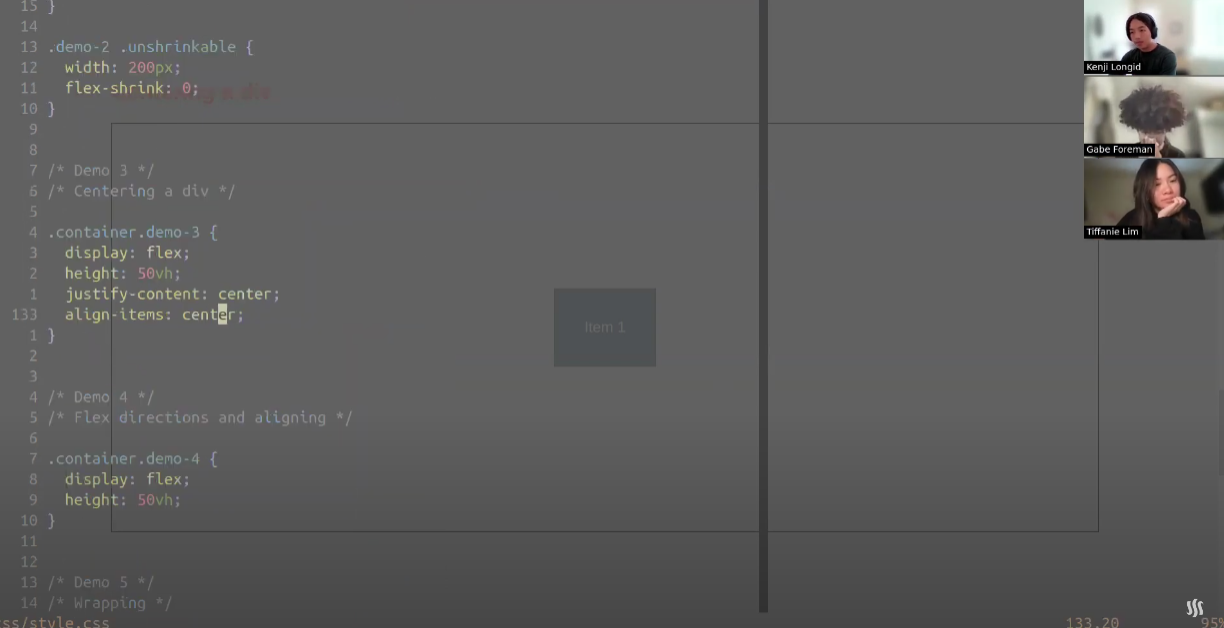 15 }
14
13 .demo-2 .unshrinkable {
12 width: 200px;
11 flex-shrink: 0;
10 }
9
8
7 /* Demo 3 */
6 /* Centering a div */
5
4 .container.demo-3 {
3 display: flex;
2 height: 50vh;
1 justify-content: center;
133 align-items: center;
1 }
2
3
4 /* Demo 4 */
5 /* Flex directions and aligning */
6
7 .container.demo-4 {
8 display: flex;
9 height: 50vh;
10 }
11
12
13 /* Demo 5 */
14 /* Wrapping */
ss/style.css
133,20
95%
Item 1
Kenji Longid
Gabe Foreman
Tiffanie Lim